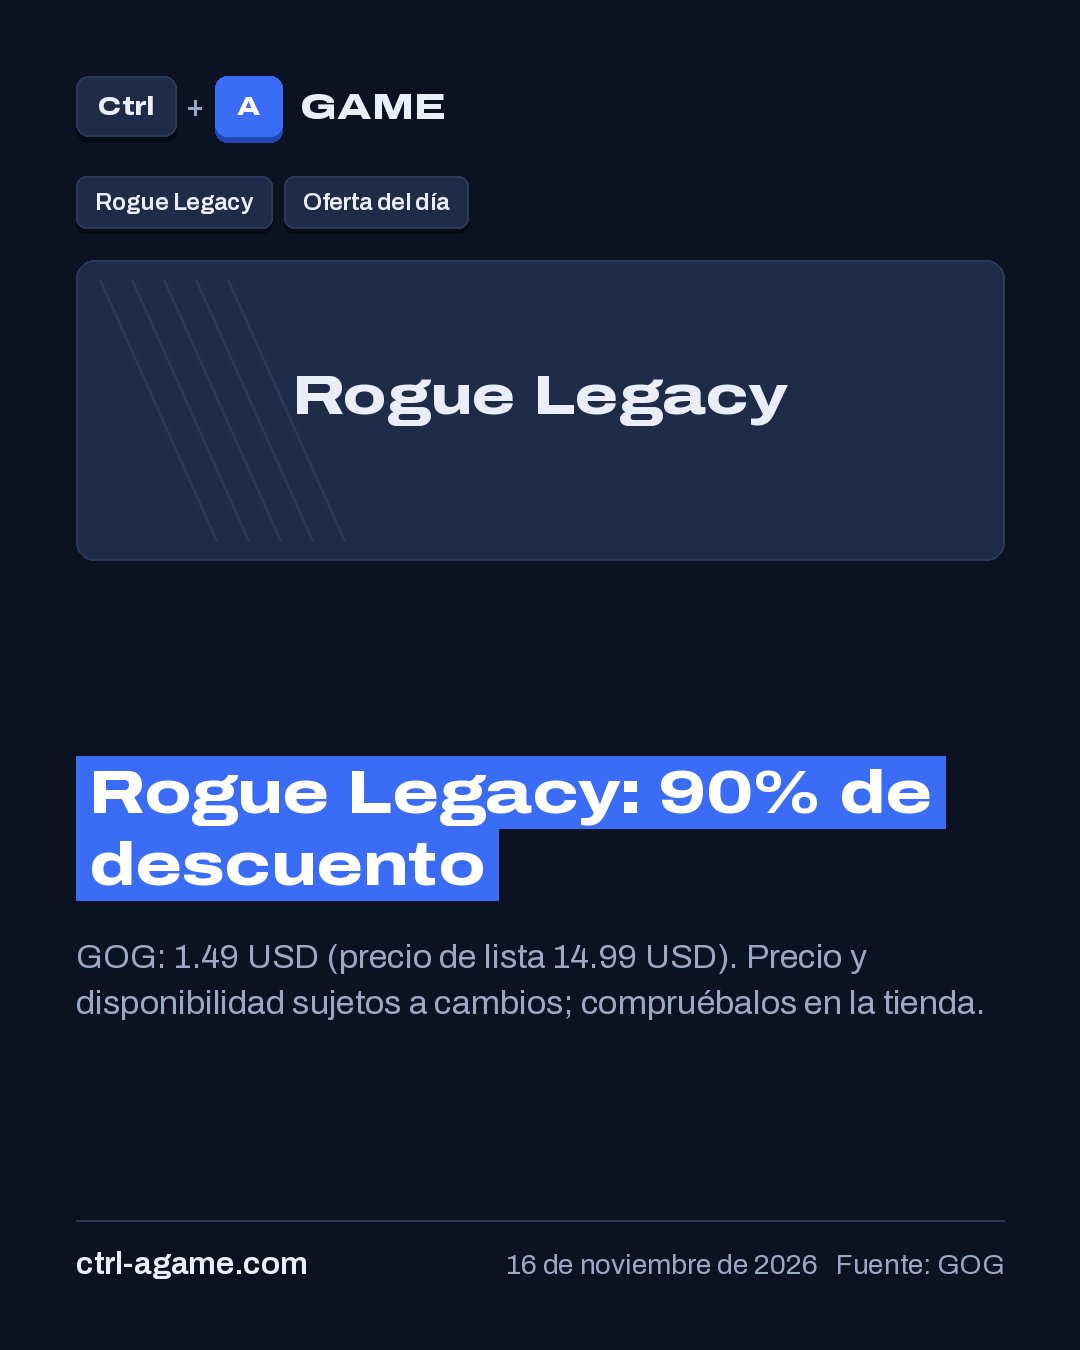 Ctrl + A GAME
Rogue Legacy Oferta del día
Rogue Legacy
Rogue Legacy: 90% de
descuento
GOG: 1.49 USD (precio de lista 14.99 USD). Precio y
disponibilidad sujetos a cambios; compruébalos en la tienda.
ctrl-agame.com 16 de noviembre de 2026 Fuente: GOG